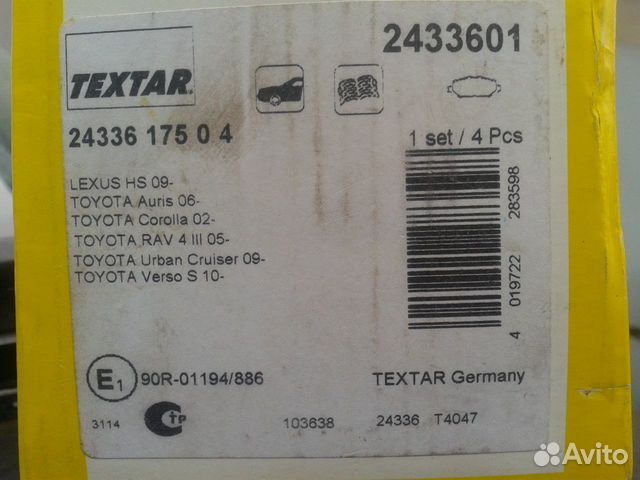 2433601
TEXTAR
24336 175 0 4
1 set / 4 Pcs
LEXUS HS 09-
TOYOTA Auris 06-
TOYOTA Corolla 02-
TOYOTA RAV 4 III 05-
TOYOTA Urban Cruiser 09-
TOYOTA Verso S 10-
4 019722 283598
E1 90R-01194/886
TEXTAR Germany
3114
103638
24336 T4047
Avito